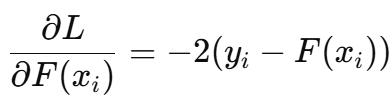 ∂L/∂F(xᵢ) = −2(yᵢ − F(xᵢ))